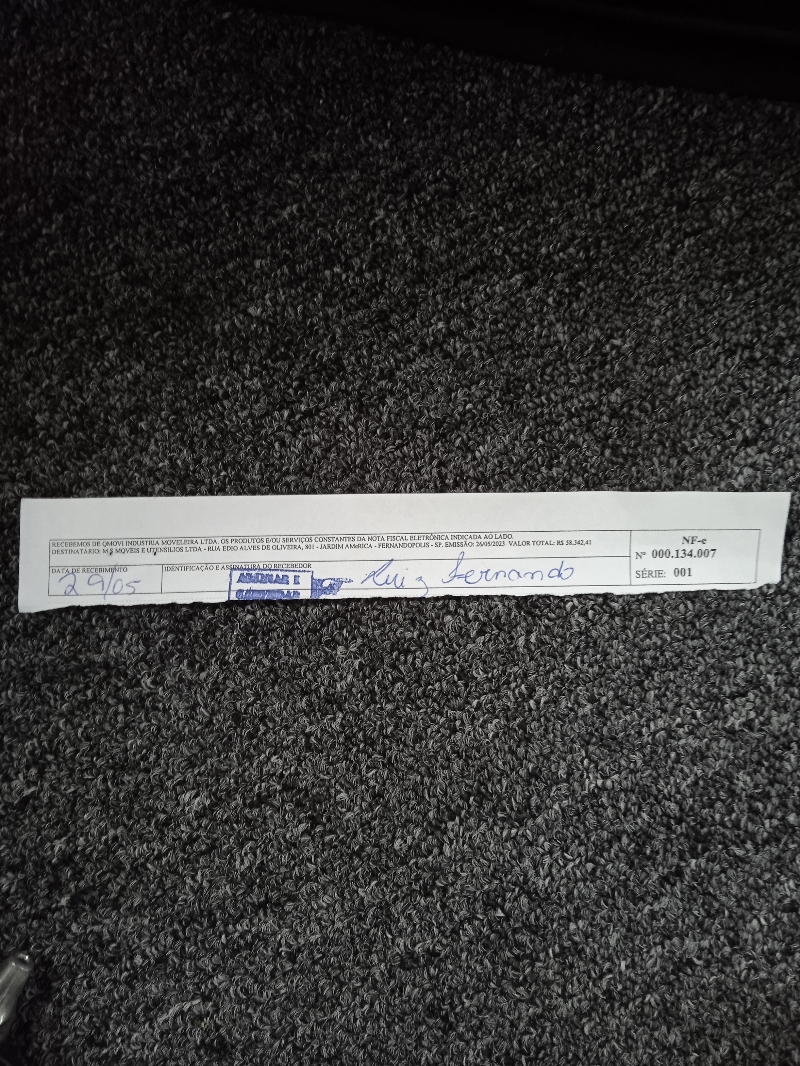 RECEBEMOS DE QMOVI INDUSTRIA MOVELEIRA LTDA. OS PRODUTOS E/OU SERVIÇOS CONSTANTES DA NOTA FISCAL ELETRÔNICA INDICADA AO LADO.
DESTINATÁRIO: M S MOVEIS E UTENSILIOS LTDA - RUA EDIO ALVES DE OLIVEIRA, 801 - JARDIM AMéRICA - FERNANDOPOLIS - SP. EMISSÃO: 26/05/2023 VALOR TOTAL: R$ 58.342,41
NF-e
Nº 000.134.007
SÉRIE: 001
DATA DE RECEBIMENTO
29/05
IDENTIFICAÇÃO E ASSINATURA DO RECEBEDOR
ASSINAR E
CARIMBAR
Luiz Fernando